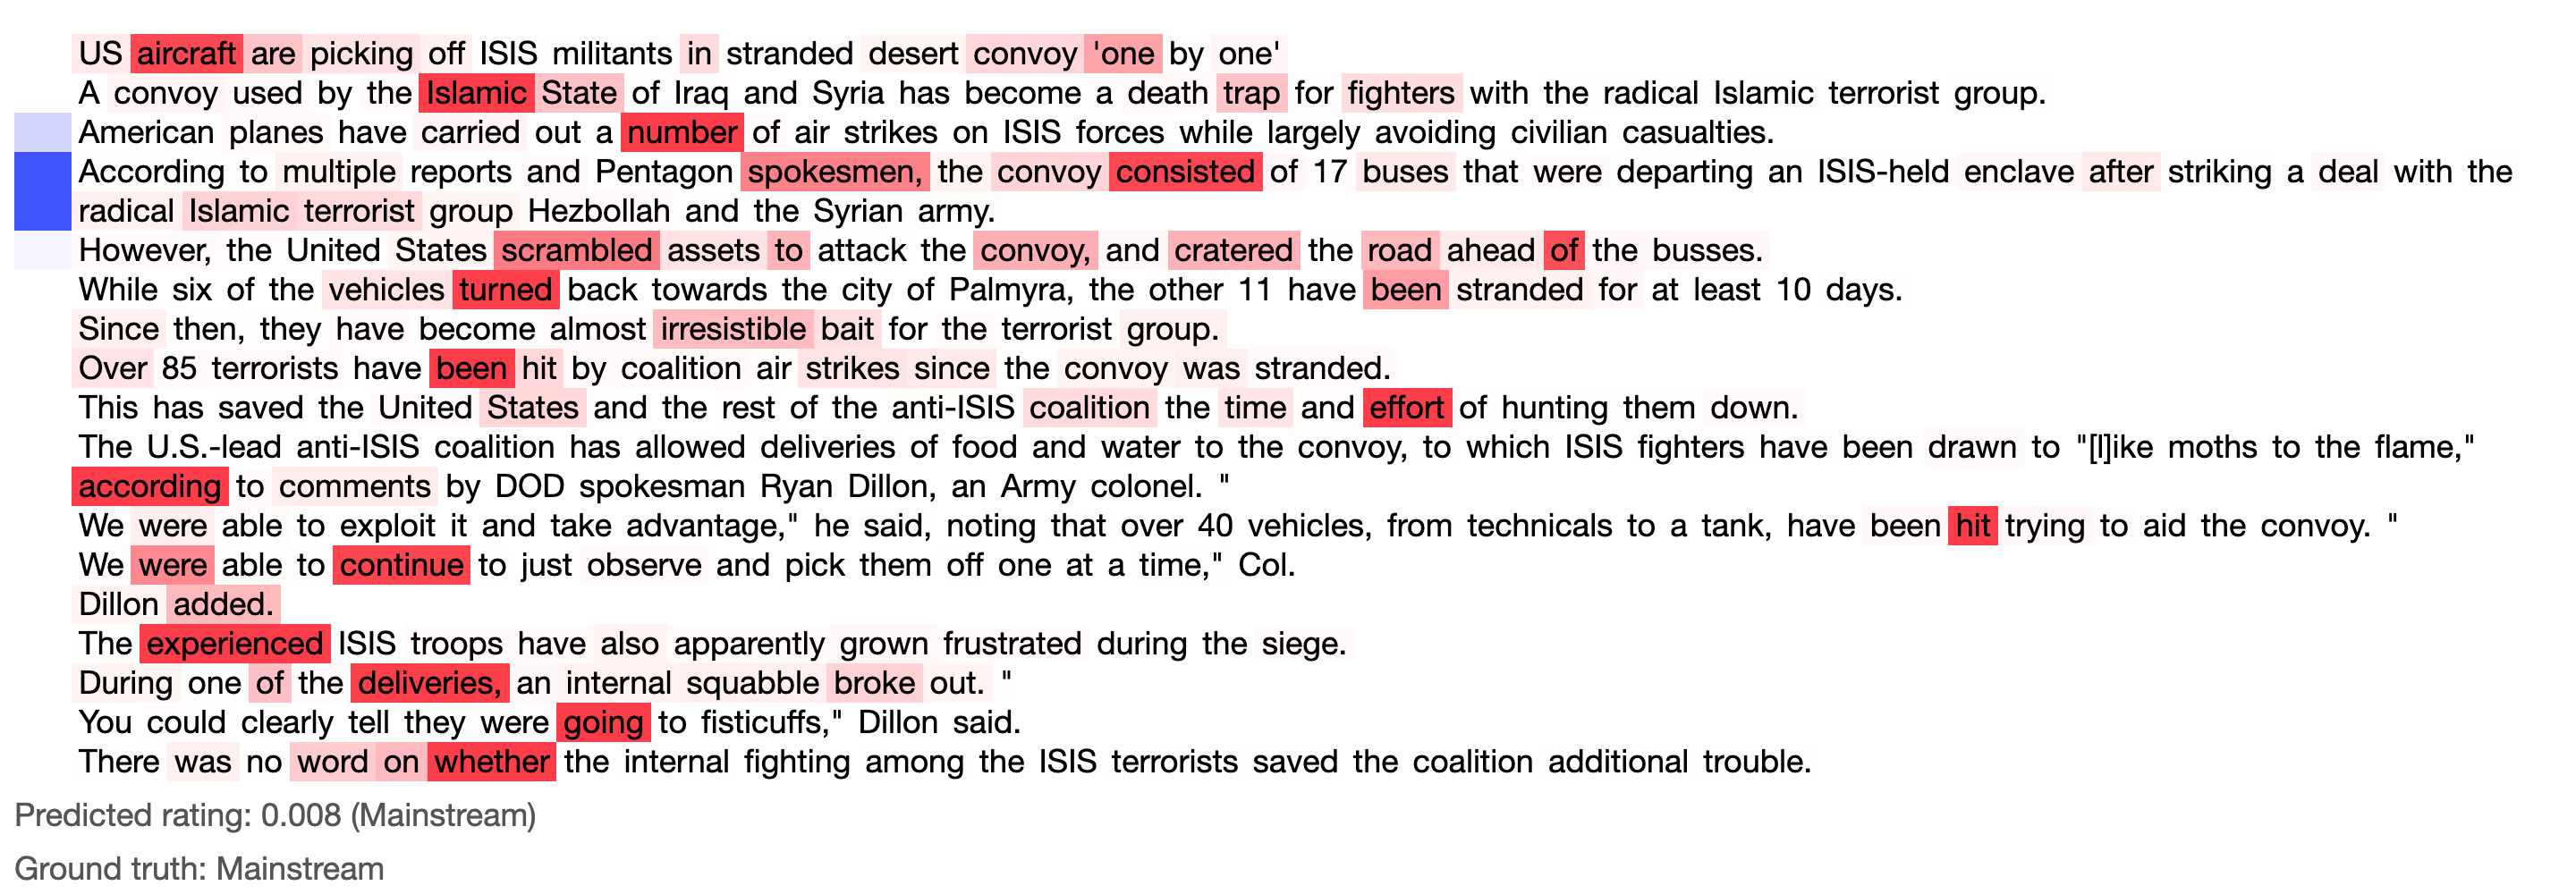 US aircraft are picking off ISIS militants in stranded desert convoy 'one by one'
A convoy used by the Islamic State of Iraq and Syria has become a death trap for fighters with the radical Islamic terrorist group.
American planes have carried out a number of air strikes on ISIS forces while largely avoiding civilian casualties.
According to multiple reports and Pentagon spokesmen, the convoy consisted of 17 buses that were departing an ISIS-held enclave after striking a deal with the
radical Islamic terrorist group Hezbollah and the Syrian army.
However, the United States scrambled assets to attack the convoy, and cratered the road ahead of the busses.
While six of the vehicles turned back towards the city of Palmyra, the other 11 have been stranded for at least 10 days.
Since then, they have become almost irresistible bait for the terrorist group.
Over 85 terrorists have been hit by coalition air strikes since the convoy was stranded.
This has saved the United States and the rest of the anti-ISIS coalition the time and effort of hunting them down.
The U.S.-lead anti-ISIS coalition has allowed deliveries of food and water to the convoy, to which ISIS fighters have been drawn to "[l]ike moths to the flame,"
according to comments by DOD spokesman Ryan Dillon, an Army colonel. "
We were able to exploit it and take advantage," he said, noting that over 40 vehicles, from technicals to a tank, have been hit trying to aid the convoy. "
We were able to continue to just observe and pick them off one at a time," Col.
Dillon added.
The experienced ISIS troops have also apparently grown frustrated during the siege.
During one of the deliveries, an internal squabble broke out. "
You could clearly tell they were going to fisticuffs," Dillon said.
There was no word on whether the internal fighting among the ISIS terrorists saved the coalition additional trouble.
Predicted rating: 0.008 (Mainstream)
Ground truth: Mainstream